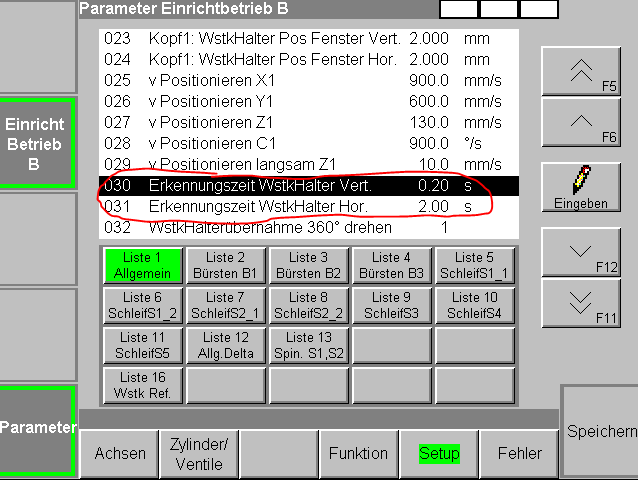 Parameter Einrichtbetrieb B
023 Kopf1: WstkHalter Pos Fenster Vert. 2.000 mm
024 Kopf1: WstkHalter Pos Fenster Hor. 2.000 mm
025 v Positionieren X1 900.0 mm/s
026 v Positionieren Y1 600.0 mm/s
027 v Positionieren Z1 130.0 mm/s
028 v Positionieren C1 900.0 °/s
029 v Positionieren langsam Z1 10.0 mm/s
030 Erkennungszeit WstkHalter Vert. 0.20 s
031 Erkennungszeit WstkHalter Hor. 2.00 s
032 WstkHalterübernahme 360° drehen 1
Einricht
Betrieb
B
Parameter
F5
F6
Eingeben
F12
F11
Liste 1
Allgemein
Liste 2
Bürsten B1
Liste 3
Bürsten B2
Liste 4
Bürsten B3
Liste 5
SchleifS1_1
Liste 6
SchleifS1_2
Liste 7
SchleifS2_1
Liste 8
SchleifS2_2
Liste 9
SchleifS3
Liste 10
SchleifS4
Liste 11
SchleifS5
Liste 12
Allg.Delta
Liste 13
Spin. S1,S2
Liste 16
Wstk Ref.
Achsen
Zylinder/
Ventile
Funktion
Setup
Fehler
Speichern